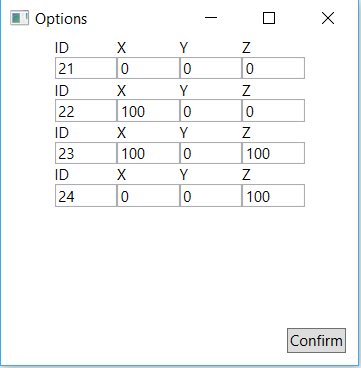 Options
ID X Y Z
21 0 0 0
ID X Y Z
22 100 0 0
ID X Y Z
23 100 0 100
ID X Y Z
24 0 0 100
Confirm